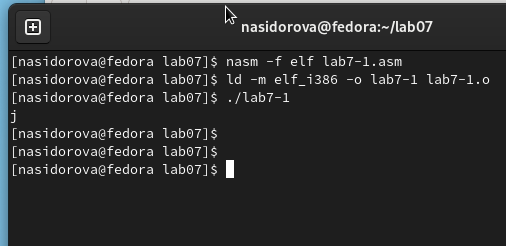 nasidorova@fedora:~/lab07
[nasidorova@fedora lab07]$ nasm -f elf lab7-1.asm
[nasidorova@fedora lab07]$ ld -m elf_i386 -o lab7-1 lab7-1.o
[nasidorova@fedora lab07]$ ./lab7-1
j
[nasidorova@fedora lab07]$
[nasidorova@fedora lab07]$
[nasidorova@fedora lab07]$